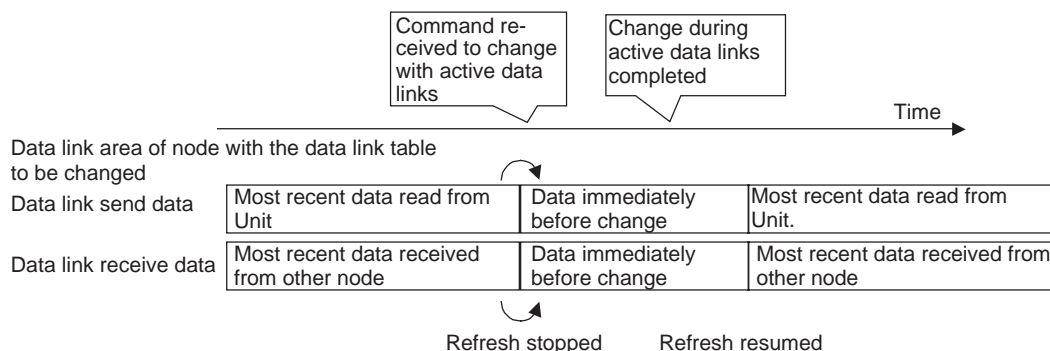 Command re-
ceived to change
with active data
links
Change during
active data links
completed
Time
Data link area of node with the data link table
to be changed
Data link send data
Most recent data read from
Unit
Data immediately
before change
Most recent data read from
Unit.
Data link receive data
Most recent data received
from other node
Data immediately
before change
Most recent data received from
other node
Refresh stopped
Refresh resumed